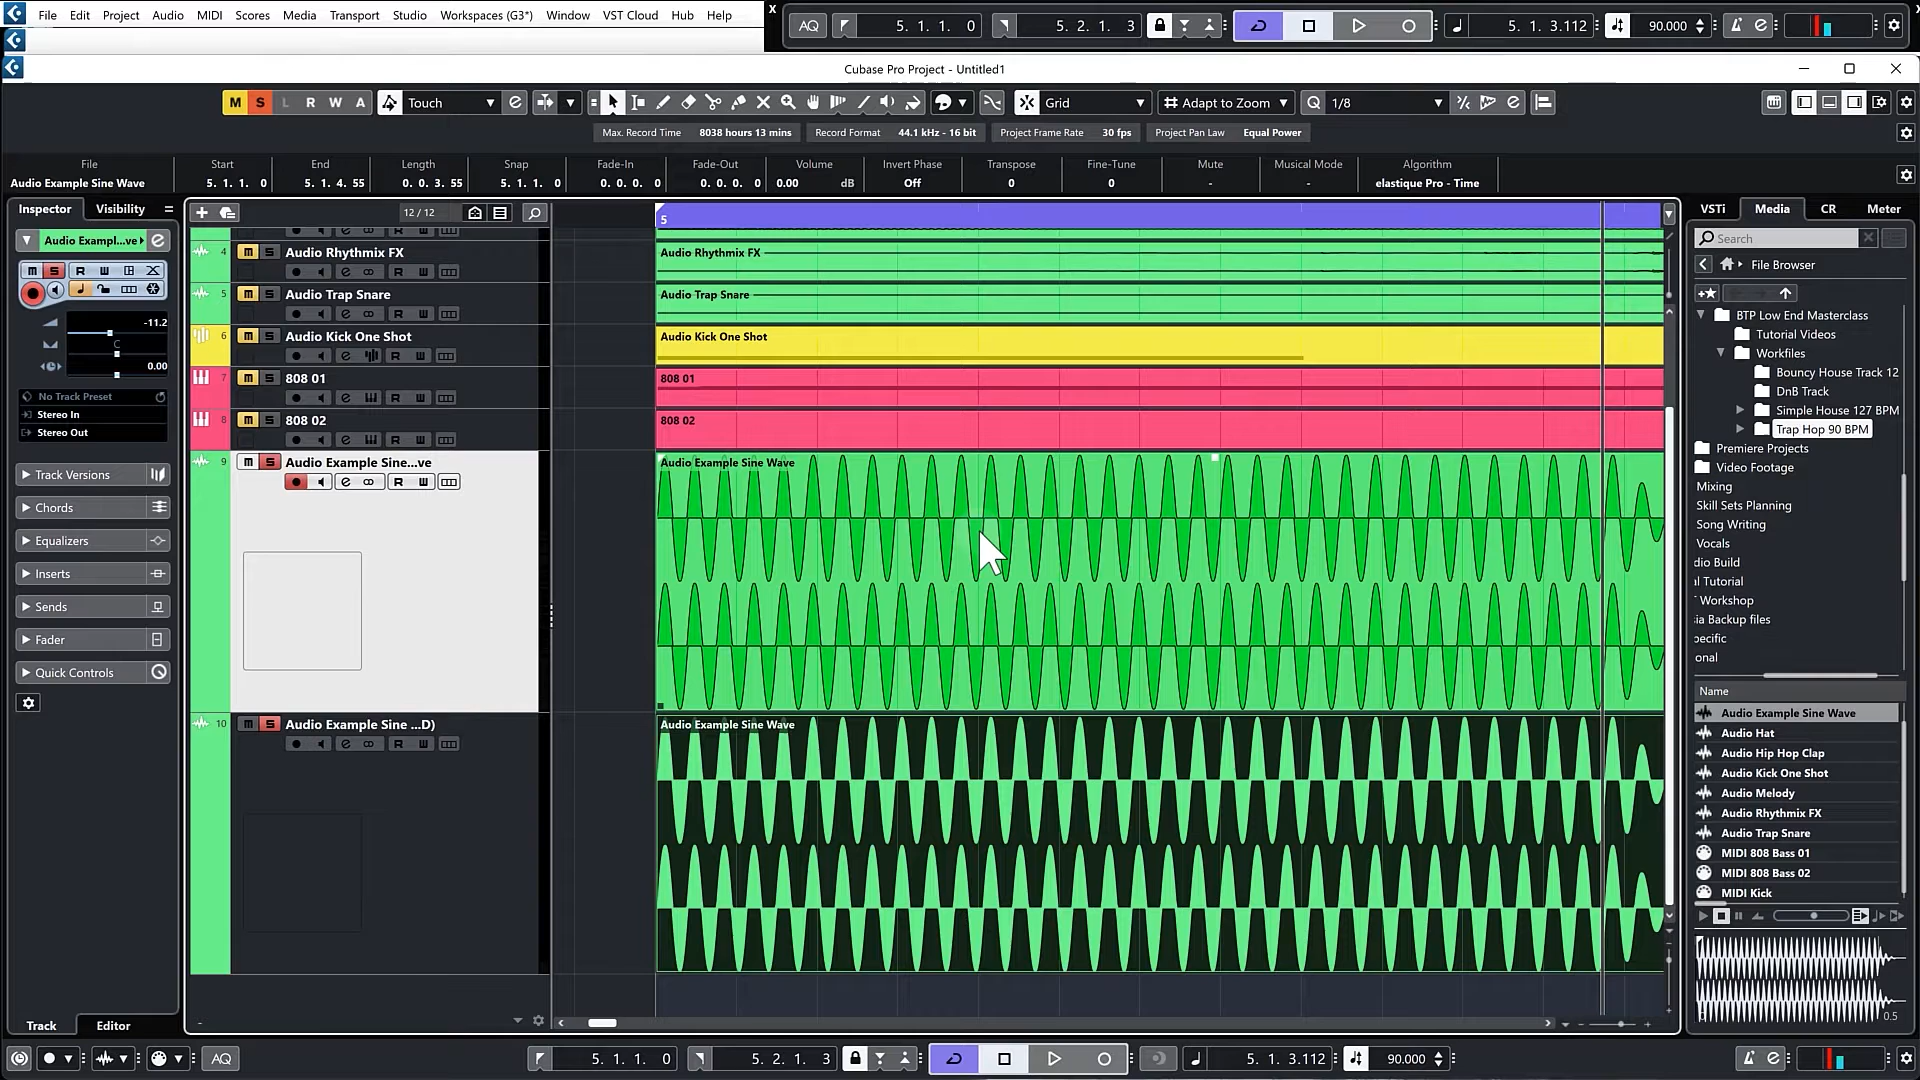 File Edit Project Audio MIDI Scores Media Transport Studio Workspaces (G3*) Window VST Cloud Hub Help
X AQ 5. 1. 1. 0 5. 2. 1. 3 5. 1. 3.112 90.000
Cubase Pro Project - Untitled1
M S L R W A Touch Grid Adapt to Zoom Q 1/8
Max. Record Time 8038 hours 13 mins Record Format 44.1 kHz - 16 bit Project Frame Rate 30 fps Project Pan Law Equal Power
File Start End Length Snap Fade-In Fade-Out Volume Invert Phase Transpose Fine-Tune Mute Musical Mode Algorithm
Audio Example Sine Wave 5. 1. 1. 0 5. 1. 4. 55 0. 0. 3. 55 5. 1. 1. 0 0. 0. 0. 0 0. 0. 0. 0 0.00 dB Off 0 0 - - elastique Pro - Time
Inspector Visibility
Audio Exampl...ve
M S R W
-11.2
C
0.00
No Track Preset
Stereo In
Stereo Out
Track Versions
Chords
Equalizers
Inserts
Sends
Fader
Quick Controls
Track Editor
12 / 12
4 M S Audio Rhythmix FX
R W
5 M S Audio Trap Snare
R W
6 M S Audio Kick One Shot
R W
7 M S 808 01
R W
8 M S 808 02
R W
9 M S Audio Example Sine...ve
R W
10 M S Audio Example Sine ...D)
R W
5
Audio Rhythmix FX
Audio Trap Snare
Audio Kick One Shot
808 01
808 02
Audio Example Sine Wave
Audio Example Sine Wave
VSTi Media CR Meter
Search
File Browser
BTP Low End Masterclass
Tutorial Videos
Workfiles
Bouncy House Track 12
DnB Track
Simple House 127 BPM
Trap Hop 90 BPM
Premiere Projects
Video Footage
Mixing
Skill Sets Planning
Song Writing
Vocals
dio Build
l Tutorial
Workshop
ia Backup files
pecific
onal
Name
Audio Example Sine Wave
Audio Hat
Audio Hip Hop Clap
Audio Kick One Shot
Audio Melody
Audio Rhythmix FX
Audio Trap Snare
MIDI 808 Bass 01
MIDI 808 Bass 02
MIDI Kick
0.5
AQ 5. 1. 1. 0 5. 2. 1. 3 5. 1. 3.112 90.000